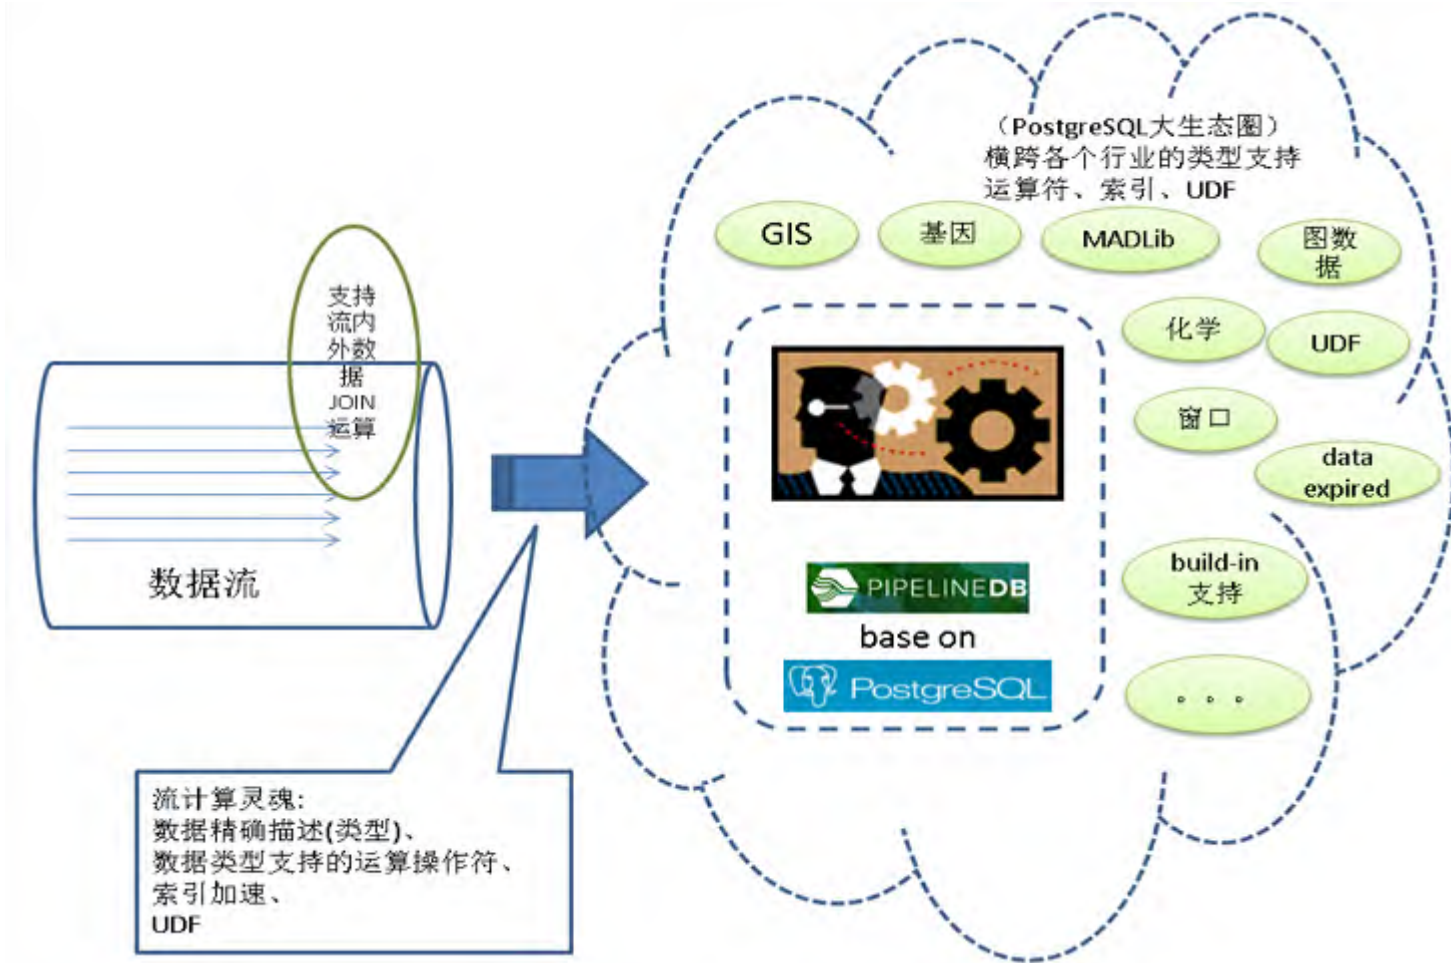 （PostgreSQL大生态圈）
横跨各个行业的类型支持
运算符、索引、UDF
GIS
基因
MADLib
图数
据
化学
UDF
窗口
data
expired
build-in
支持
。。。
支持
流内
外数
据
JOIN
运算
数据流
PIPELINEDB
base on
PostgreSQL
流计算灵魂:
数据精确描述(类型)、
数据类型支持的运算操作符、
索引加速、
UDF